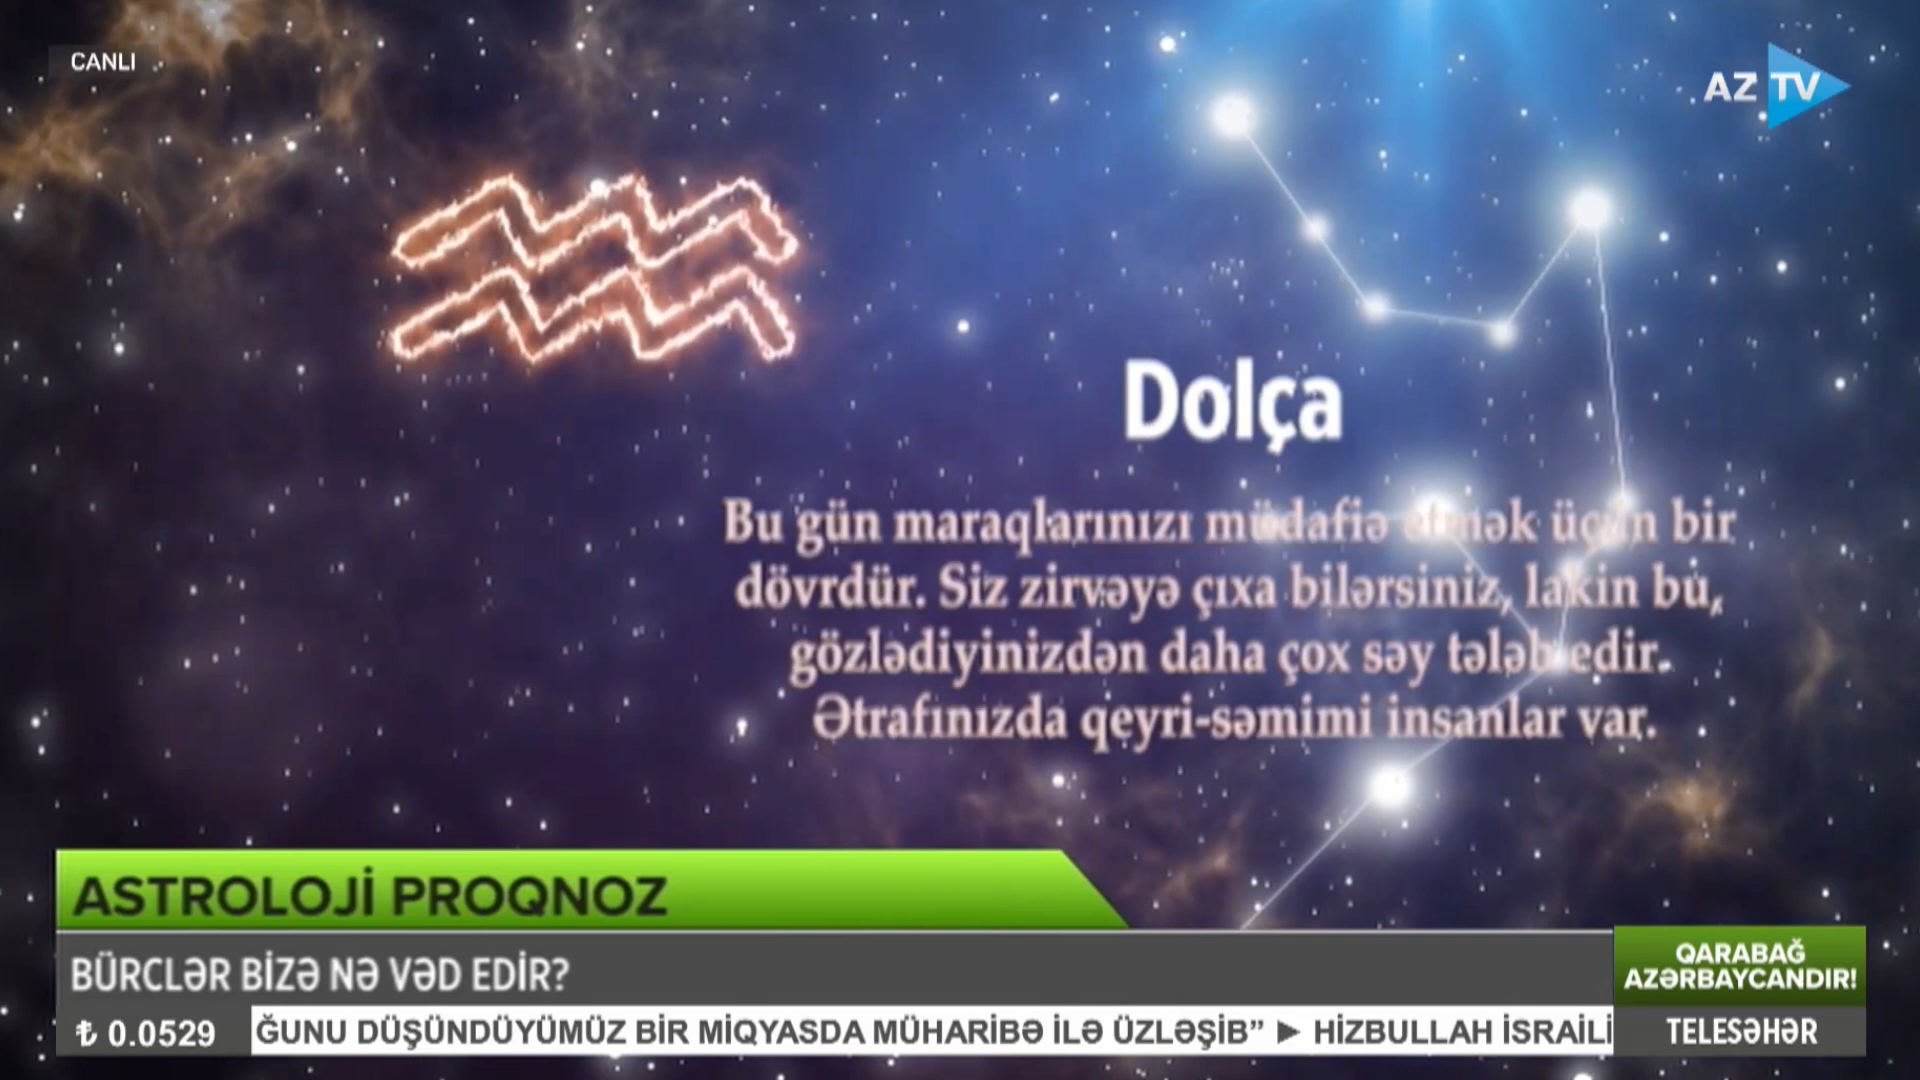 CANLI
AZ TV
Dolça
Bu gün maraqlarınızı müdafiə etmək üçün bir
dövrdür. Siz zirvəyə çıxa bilərsiniz, lakin bu,
gözlədiyinizdən daha çox səy tələb edir.
Ətrafınızda qeyri-səmimi insanlar var.
ASTROLOJİ PROQNOZ
BÜRCLƏR BİZƏ NƏ VƏD EDİR?
QARABAĞ
AZƏRBAYCANDIR!
₺ 0.0529
ĞUNU DÜŞÜNDÜYÜMÜZ BİR MİQYASDA MÜHARİBƏ İLƏ ÜZLƏŞİB” ► HİZBULLAH İSRAİLİ
TELESƏHƏR